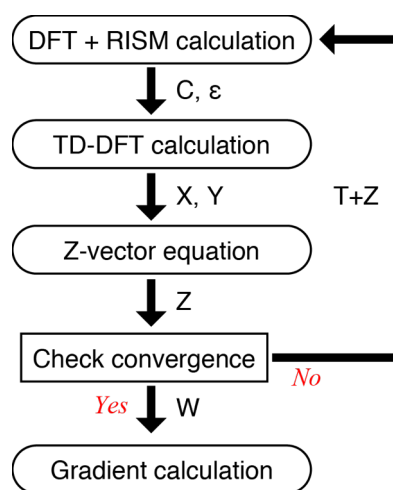 DFT + RISM calculation
C, ε
TD-DFT calculation
X, Y
T+Z
Z-vector equation
Z
Check convergence
No
Yes
W
Gradient calculation